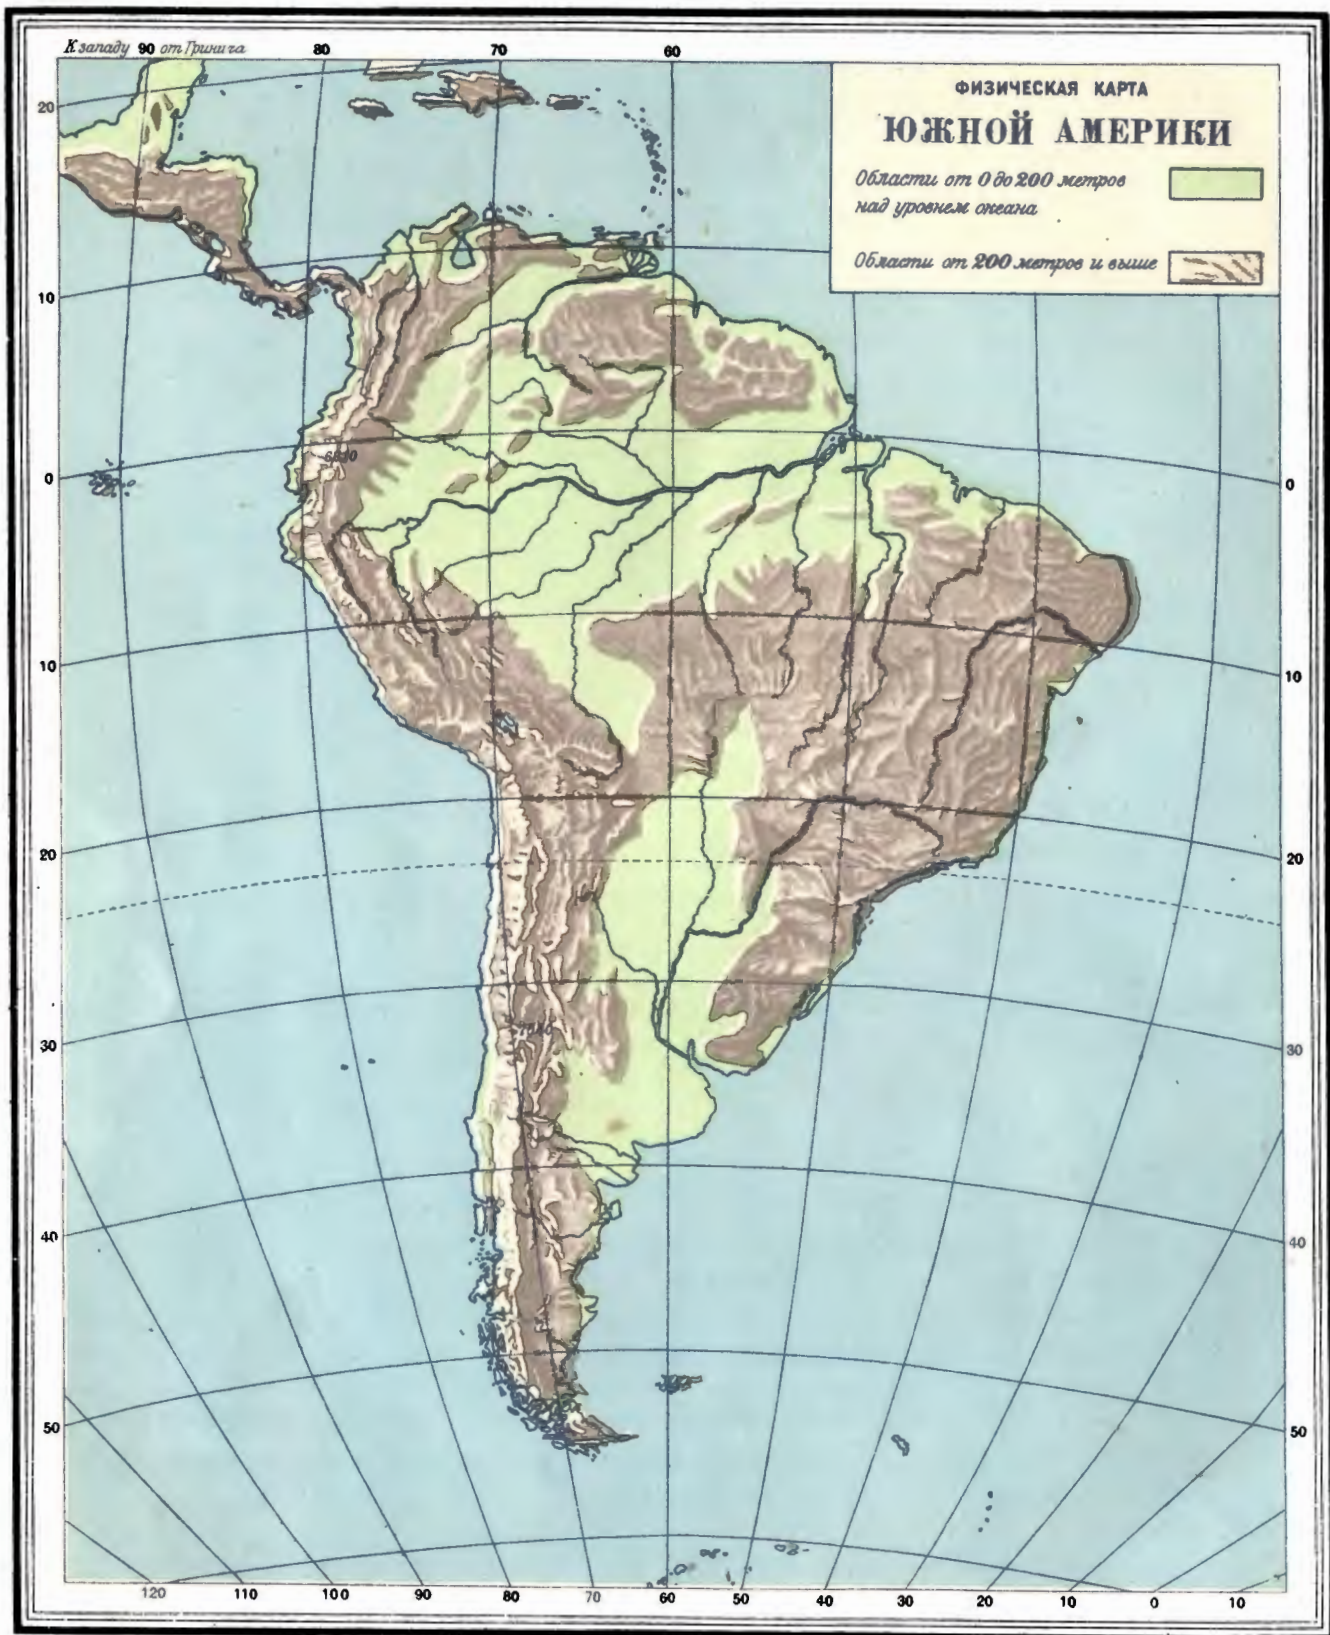 К западу 90 от Гринича 80 70 60
ФИЗИЧЕСКАЯ КАРТА
ЮЖНОЙ АМЕРИКИ
Области от 0 до 200 метров
над уровнем океана
Области от 200 метров и выше
20
10
0 0
10 10
20 20
30 30
40 40
50 50
120 110 100 90 80 70 60 50 40 30 20 10 0 10